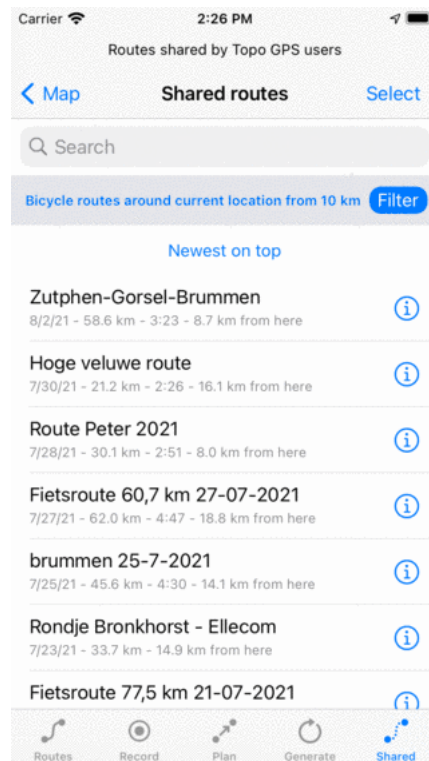 Carrier 2:26 PM
Routes shared by Topo GPS users
Map Shared routes Select
Search
Bicycle routes around current location from 10 km Filter
Newest on top
Zutphen-Gorsel-Brummen
8/2/21 - 58.6 km - 3:23 - 8.7 km from here
Hoge veluwe route
7/30/21 - 21.2 km - 2:26 - 16.1 km from here
Route Peter 2021
7/28/21 - 30.1 km - 2:51 - 8.0 km from here
Fietsroute 60,7 km 27-07-2021
7/27/21 - 62.0 km - 4:47 - 18.8 km from here
brummen 25-7-2021
7/25/21 - 45.6 km - 4:30 - 14.1 km from here
Rondje Bronkhorst - Ellecom
7/23/21 - 33.7 km - 14.9 km from here
Fietsroute 77,5 km 21-07-2021
Routes Record Plan Generate Shared